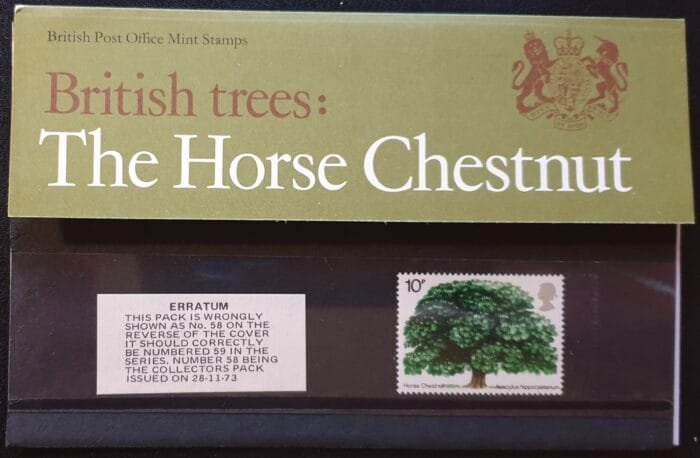 British Post Office Mint Stamps
British trees:
The Horse Chestnut
ERRATUM
THIS PACK IS WRONGLY
SHOWN AS No. 58 ON THE
REVERSE OF THE COVER
IT SHOULD CORRECTLY
BE NUMBERED 59 IN THE
SERIES. NUMBER 58 BEING
THE COLLECTORS PACK
ISSUED ON 28-11-73
10P
Horse Chestnut Aesculus hippocastanum